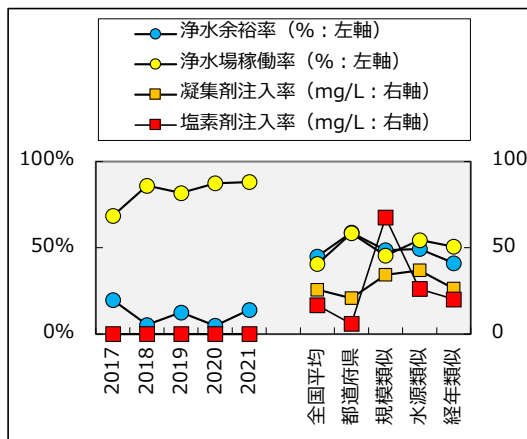 浄水余裕率（%：左軸）
浄水場稼働率（%：左軸）
凝集剤注入率（mg/L：右軸）
塩素剤注入率（mg/L：右軸）
100%
50%
0%
100
50
0
2017
2018
2019
2020
2021
全国平均
都道府県
規模類似
水源類似
経年類似